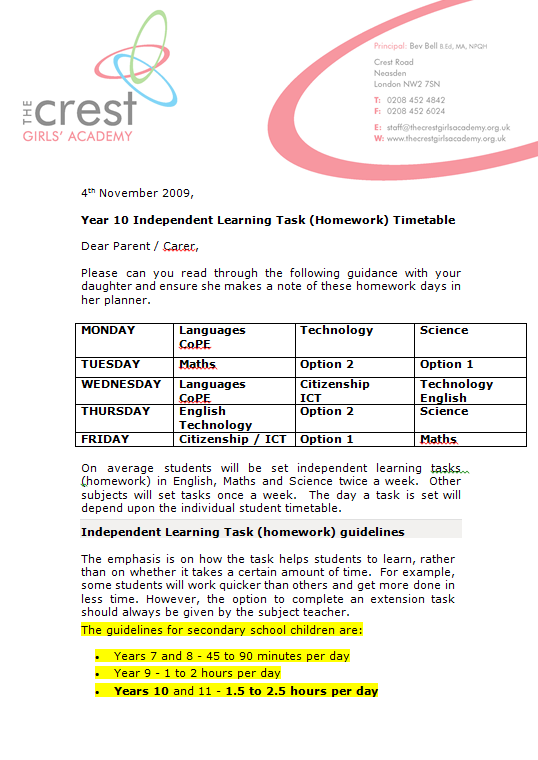 THE crest
GIRLS' ACADEMY
Principal: Bev Bell B.Ed, MA, NPQH
Crest Road
Neasden
London NW2 7SN
T: 0208 452 4842
F: 0208 452 6024
E: staff@thecrestgirlsacademy.org.uk
W: www.thecrestgirlsacademy.org.uk
4th November 2009,
Year 10 Independent Learning Task (Homework) Timetable
Dear Parent / Carer,
Please can you read through the following guidance with your
daughter and ensure she makes a note of these homework days in
her planner.
MONDAY Languages Technology Science
CoPE
TUESDAY Maths Option 2 Option 1
WEDNESDAY Languages Citizenship Technology
CoPE ICT English
THURSDAY English Option 2 Science
Technology
FRIDAY Citizenship / ICT Option 1 Maths
On average students will be set independent learning tasks
(homework) in English, Maths and Science twice a week. Other
subjects will set tasks once a week. The day a task is set will
depend upon the individual student timetable.
Independent Learning Task (homework) guidelines
The emphasis is on how the task helps students to learn, rather
than on whether it takes a certain amount of time. For example,
some students will work quicker than others and get more done in
less time. However, the option to complete an extension task
should always be given by the subject teacher.
The guidelines for secondary school children are:
• Years 7 and 8 - 45 to 90 minutes per day
• Year 9 - 1 to 2 hours per day
• Years 10 and 11 - 1.5 to 2.5 hours per day